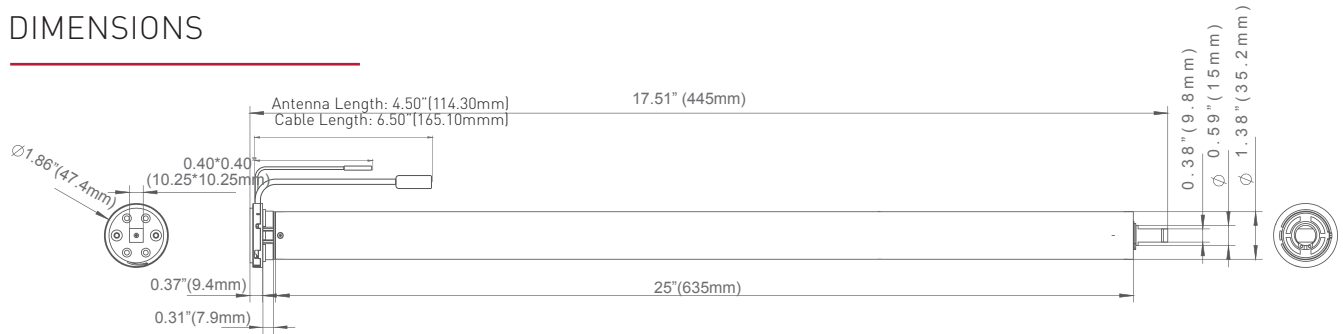 DIMENSIONS
Antenna Length: 4.50"(114.30mm)
Cable Length: 6.50"(165.10mmm)
17.51" (445mm)
0.38"(9.8mm)
Ø 0.59"(15mm)
Ø 1.38"(35.2mm)
Ø1.86"(47.4mm)
0.40*0.40"
(10.25*10.25mm)
0.37"(9.4mm)
25"(635mm)
0.31"(7.9mm)